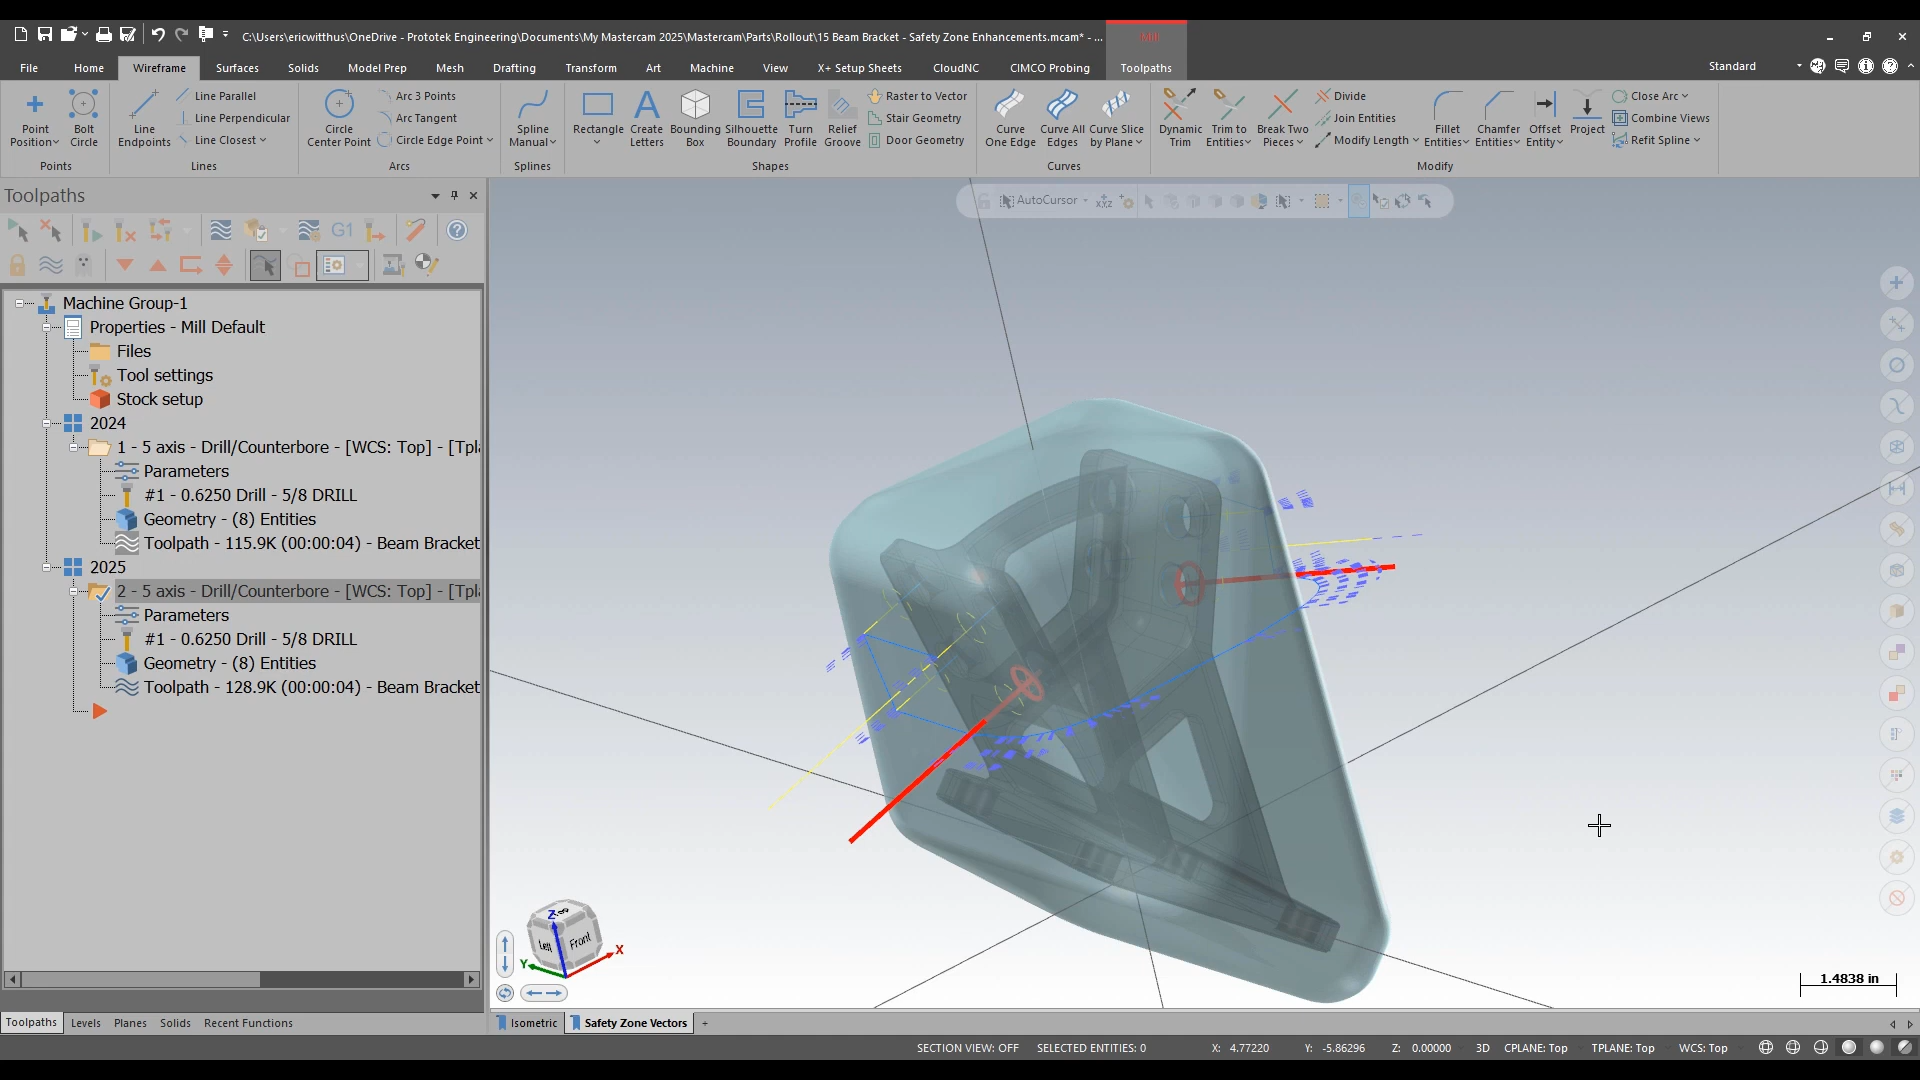 C:\Users\ericwitthus\OneDrive - Prototek Engineering\Documents\My Mastercam 2025\Mastercam\Parts\Rollout\15 Beam Bracket - Safety Zone Enhancements.mcam* - ...
Mill
File Home Wireframe Surfaces Solids Model Prep Mesh Drafting Transform Art Machine View X+ Setup Sheets CloudNC CIMCO Probing Toolpaths Standard
Point Position
Bolt Circle
Points
Line Endpoints
Line Parallel
Line Perpendicular
Line Closest
Lines
Circle Center Point
Arc 3 Points
Arc Tangent
Circle Edge Point
Arcs
Spline Manual
Splines
Rectangle
Create Letters
Bounding Box
Silhouette Boundary
Turn Profile
Relief Groove
Raster to Vector
Stair Geometry
Door Geometry
Shapes
Curve One Edge
Curve All Edges
Curve Slice by Plane
Curves
Dynamic Trim
Trim to Entities
Break Two Pieces
Divide
Join Entities
Modify Length
Fillet Entities
Chamfer Entities
Offset Entity
Project
Close Arc
Combine Views
Refit Spline
Modify
Toolpaths
G1
AutoCursor
XYZ
Machine Group-1
Properties - Mill Default
Files
Tool settings
Stock setup
2024
1 - 5 axis - Drill/Counterbore - [WCS: Top] - [Tpl
Parameters
#1 - 0.6250 Drill - 5/8 DRILL
Geometry - (8) Entities
Toolpath - 115.9K (00:00:04) - Beam Bracket
2025
2 - 5 axis - Drill/Counterbore - [WCS: Top] - [Tpl
Parameters
#1 - 0.6250 Drill - 5/8 DRILL
Geometry - (8) Entities
Toolpath - 128.9K (00:00:04) - Beam Bracket
Z
Left
Front
X
Y
1.4838 in
Toolpaths Levels Planes Solids Recent Functions
Isometric Safety Zone Vectors +
SECTION VIEW: OFF SELECTED ENTITIES: 0 X: 4.77220 Y: -5.86296 Z: 0.00000 3D CPLANE: Top TPLANE: Top WCS: Top